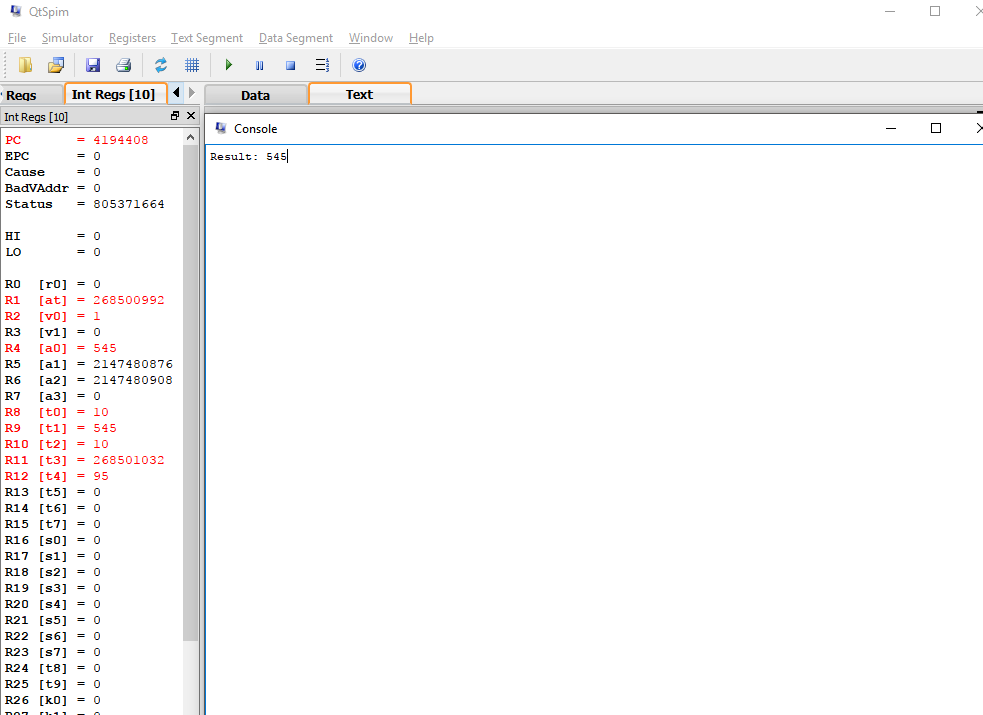 QtSpim
File Simulator Registers Text Segment Data Segment Window Help
Regs Int Regs [10] Data Text
Int Regs [10]
Console
Result: 545
PC = 4194408
EPC = 0
Cause = 0
BadVAddr = 0
Status = 805371664
HI = 0
LO = 0
R0 [r0] = 0
R1 [at] = 268500992
R2 [v0] = 1
R3 [v1] = 0
R4 [a0] = 545
R5 [a1] = 2147480876
R6 [a2] = 2147480908
R7 [a3] = 0
R8 [t0] = 10
R9 [t1] = 545
R10 [t2] = 10
R11 [t3] = 268501032
R12 [t4] = 95
R13 [t5] = 0
R14 [t6] = 0
R15 [t7] = 0
R16 [s0] = 0
R17 [s1] = 0
R18 [s2] = 0
R19 [s3] = 0
R20 [s4] = 0
R21 [s5] = 0
R22 [s6] = 0
R23 [s7] = 0
R24 [t8] = 0
R25 [t9] = 0
R26 [k0] = 0